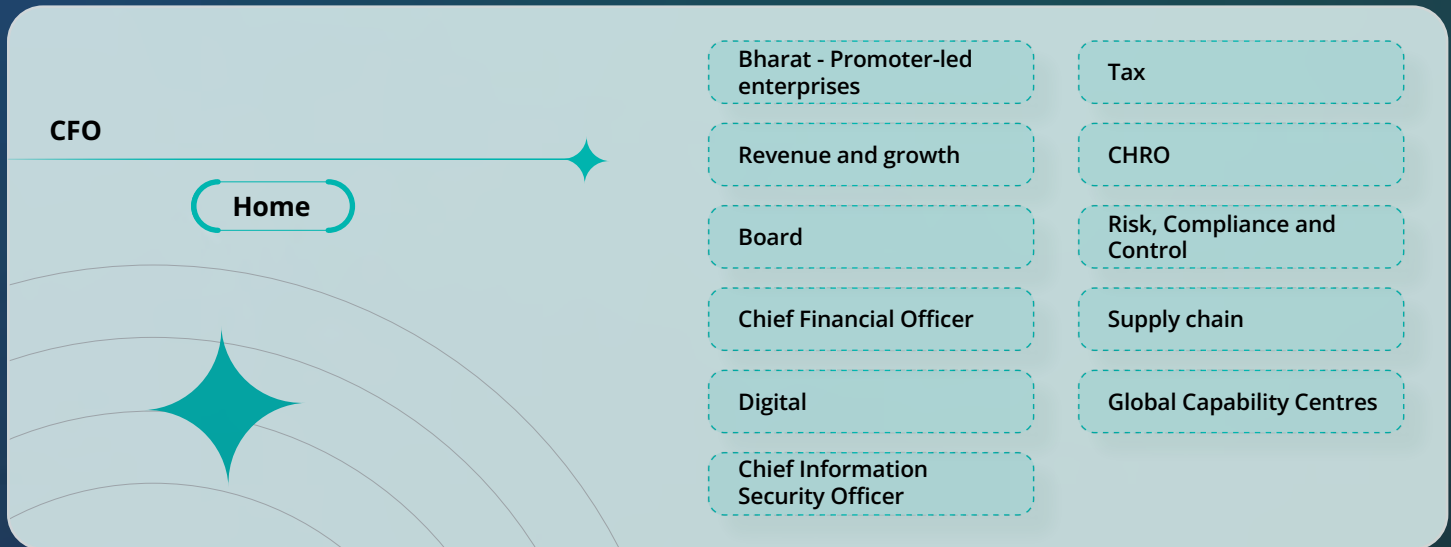 CFO
Home
Bharat - Promoter-led
enterprises
Revenue and growth
Board
Chief Financial Officer
Digital
Chief Information
Security Officer
Tax
CHRO
Risk, Compliance and
Control
Supply chain
Global Capability Centres